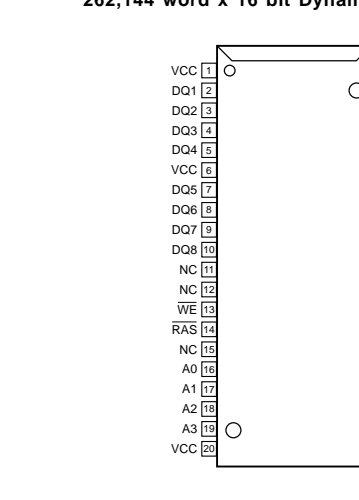 262,144 word x 16 bit Dynam
VCC 1
DQ1 2
DQ2 3
DQ3 4
DQ4 5
VCC 6
DQ5 7
DQ6 8
DQ7 9
DQ8 10
NC 11
NC 12
WE 13
RAS 14
NC 15
A0 16
A1 17
A2 18
A3 19
VCC 20